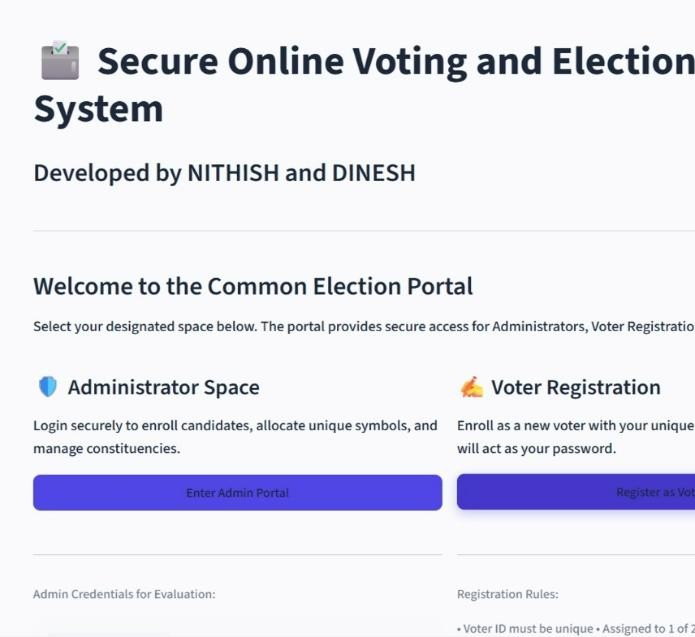 Secure Online Voting and Election
System
Developed by NITHISH and DINESH
Welcome to the Common Election Portal
Select your designated space below. The portal provides secure access for Administrators, Voter
Administrator Space
Login securely to enroll candidates, allocate unique symbols, and
manage constituencies.
Enter Admin Portal
Admin Credentials for Evaluation:
Voter Registration
Enroll as a new voter with your unique
will act as your password.
Register as
Registration Rules:
• Voter ID must be unique • Assigned to 1 of